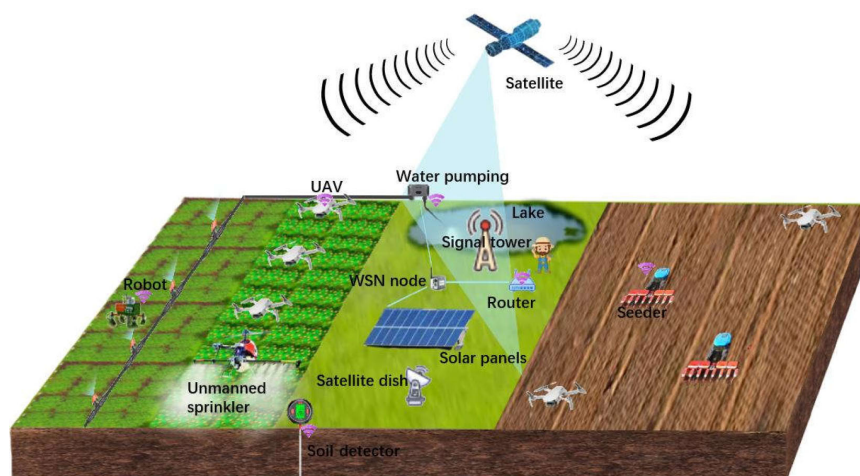 Satellite
Water pumping
UAV
Lake
Signal tower
WSN node
Robot
Router
Seeder
Solar panels
Satellite dish
Unmanned
sprinkler
Soil detector